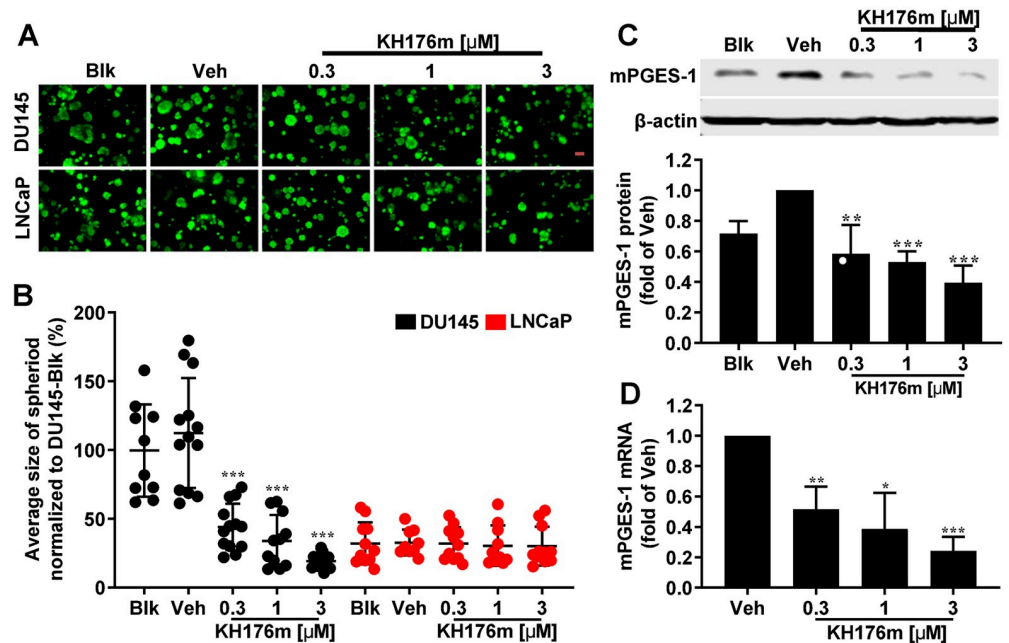 A
KH176m [µM]
Blk Veh 0.3 1 3
DU145
LNCaP
B
Average size of spheriod
normalized to DU145-Blk (%)
200
150
100
50
0
DU145 LNCaP
*** *** ***
Blk Veh 0.3 1 3 Blk Veh 0.3 1 3
KH176m [µM] KH176m [µM]
C
KH176m [µM]
Blk Veh 0.3 1 3
mPGES-1
β-actin
mPGES-1 protein
(fold of Veh)
1.2
1.0
0.8
0.6
0.4
0.2
0.0
** *** ***
Blk Veh 0.3 1 3
KH176m [µM]
D
mPGES-1 mRNA
(fold of Veh)
1.2
1.0
0.8
0.6
0.4
0.2
0.0
** * ***
Veh 0.3 1 3
KH176m [µM]